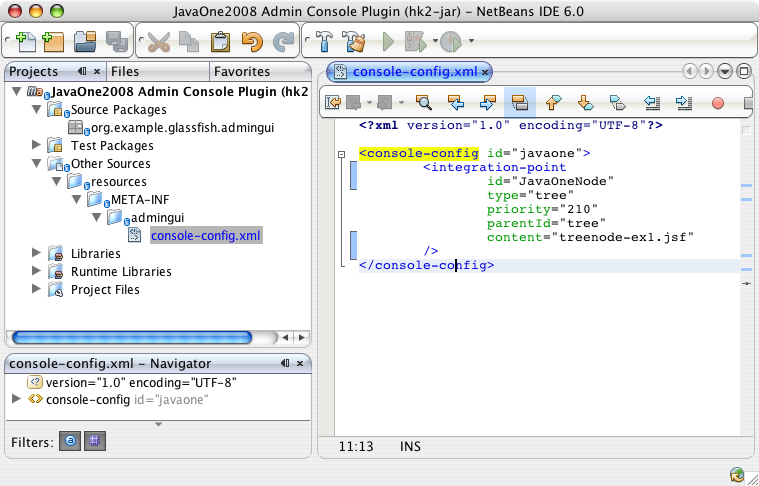 JavaOne2008 Admin Console Plugin (hk2-jar) - NetBeans IDE 6.0
Projects
Files
Favorites
JavaOne2008 Admin Console Plugin (hk2
Source Packages
org.example.glassfish.admingui
Test Packages
Other Sources
resources
META-INF
admingui
console-config.xml
Libraries
Runtime Libraries
Project Files
console-config.xml - Navigator
version="1.0" encoding="UTF-8"
console-config id="javaone"
Filters:
console-config.xml
<?xml version="1.0" encoding="UTF-8"?>
<console-config id="javaone">
<integration-point
id="JavaOneNode"
type="tree"
priority="210"
parentId="tree"
content="treenode-ex1.jsf"
/>
</console-config>
11:13 INS